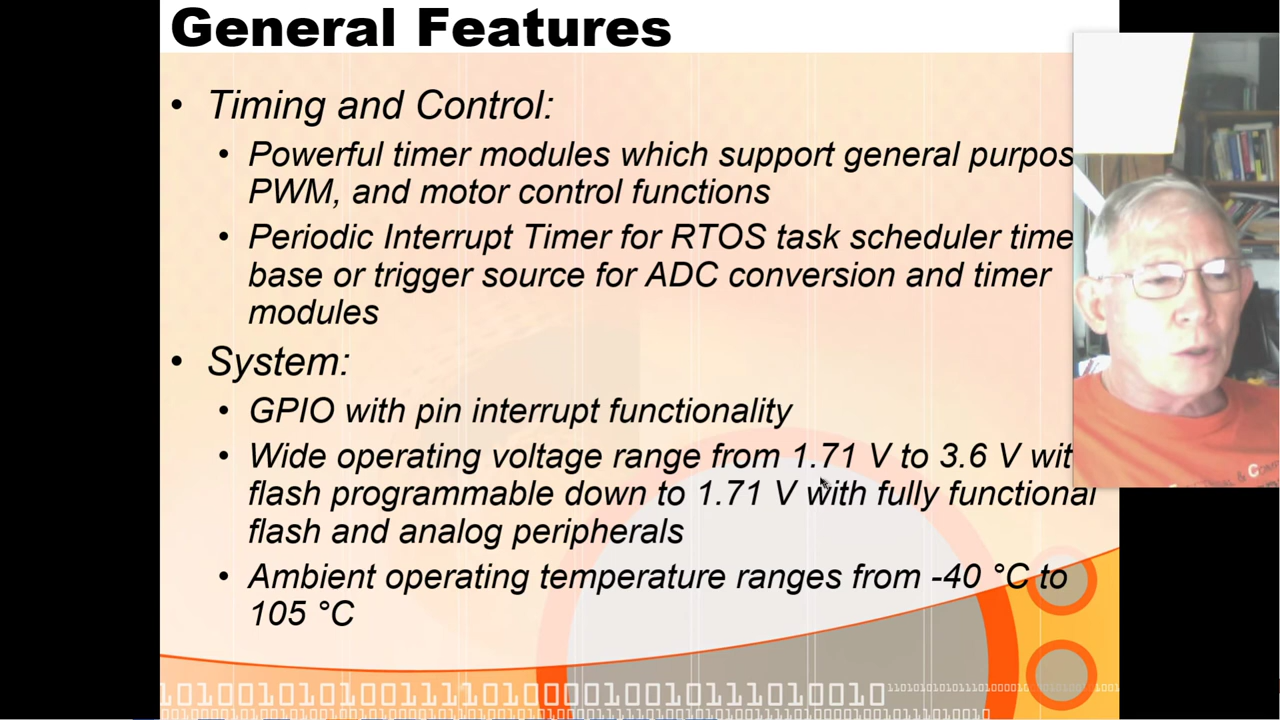 General Features
• Timing and Control:
• Powerful timer modules which support general purpos
PWM, and motor control functions
• Periodic Interrupt Timer for RTOS task scheduler time
base or trigger source for ADC conversion and timer
modules
• System:
• GPIO with pin interrupt functionality
• Wide operating voltage range from 1.71 V to 3.6 V wit
flash programmable down to 1.71 V with fully functional
flash and analog peripherals
• Ambient operating temperature ranges from -40 °C to
105 °C